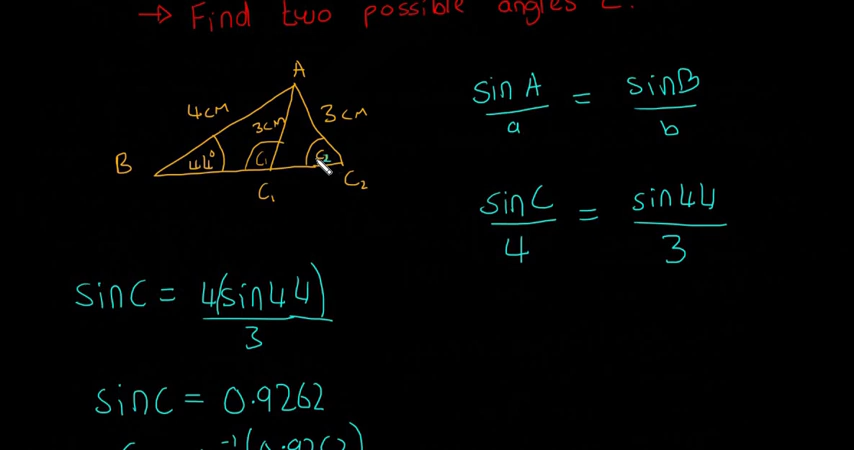 → Find two possible angles C.
A
4cm
3cm
3cm
B
44°
C₁
C₂
C₁
C₂
sin A / a = sin B / b
sin C / 4 = sin 44 / 3
sin C = 4(sin 44) / 3
sin C = 0.9262